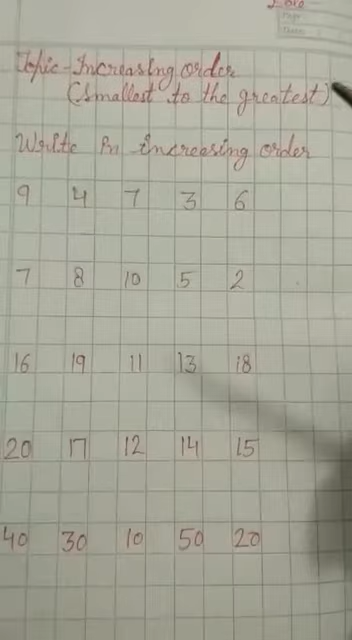 Topic-Increasing order
(Smallest to the greatest)
Write in increasing order
9 4 7 3 6
7 8 10 5 2
16 19 11 13 18
20 17 12 14 15
40 30 10 50 20